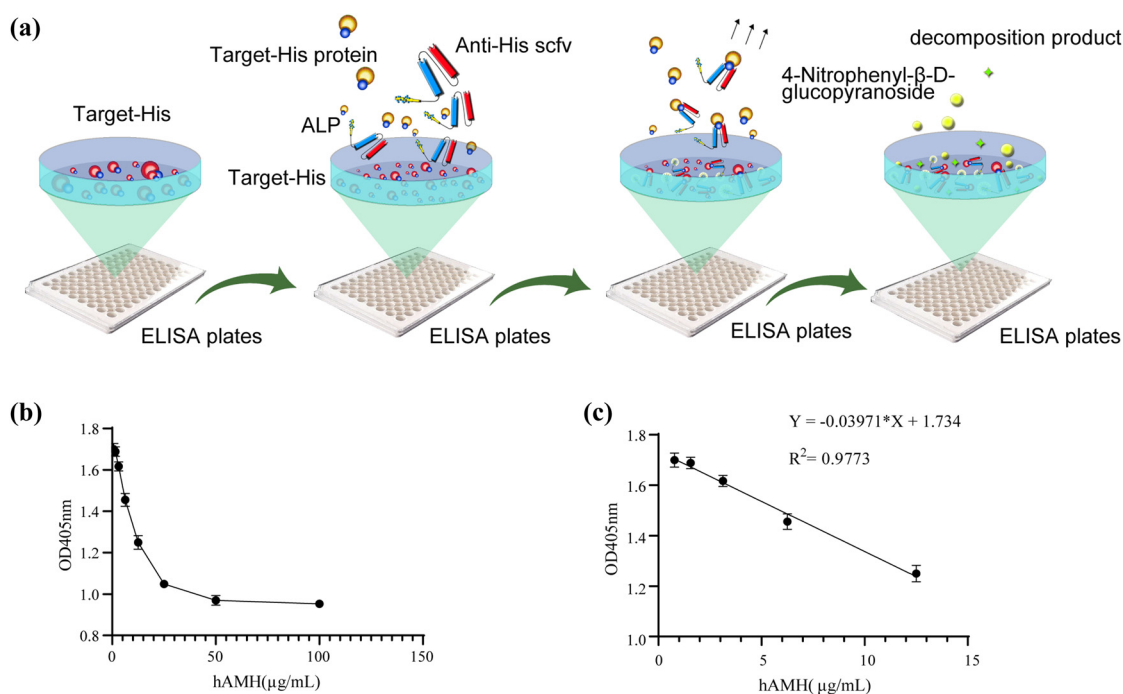 (a)
Target-His
ELISA plates
Target-His protein
Anti-His scfv
ALP
Target-His
ELISA plates
4-Nitrophenyl-β-D-
glucopyranoside
ELISA plates
decomposition product
ELISA plates
(b)
OD405nm
1.8
1.6
1.4
1.2
1.0
0.8
0
50
100
150
hAMH(µg/mL)
(c)
Y = -0.03971*X + 1.734
R²= 0.9773
OD405nm
1.8
1.6
1.4
1.2
1.0
0
5
10
15
hAMH( µg/mL)